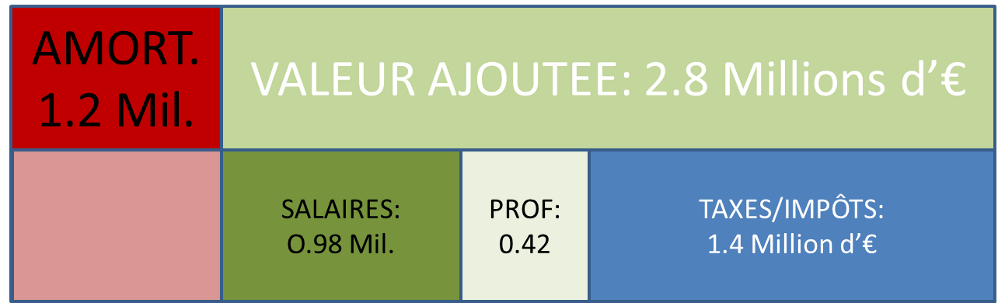 AMORT.
1.2 Mil.
VALEUR AJOUTEE: 2.8 Millions d’€
SALAIRES:
O.98 Mil.
PROF:
0.42
TAXES/IMPÔTS:
1.4 Million d’€